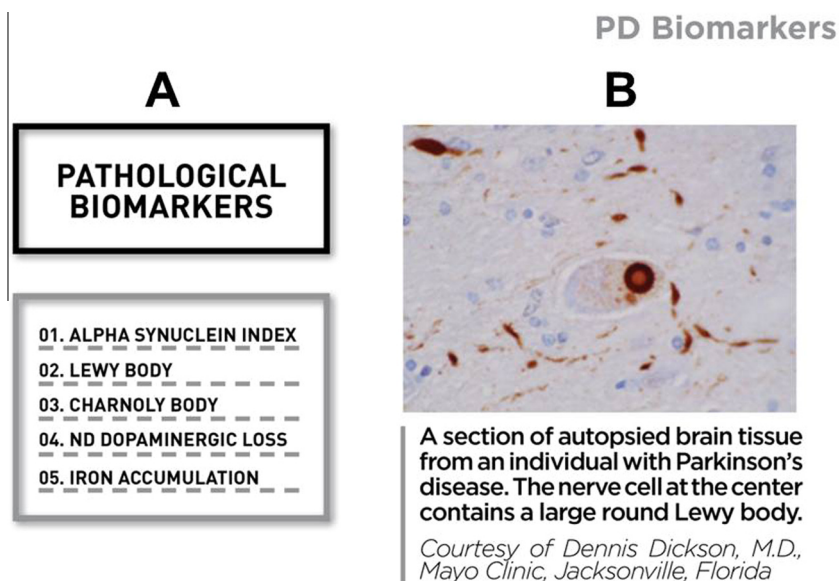 PD Biomarkers
A
PATHOLOGICAL
BIOMARKERS
01. ALPHA SYNUCLEIN INDEX
02. LEWY BODY
03. CHARNOLY BODY
04. ND DOPAMINERGIC LOSS
05. IRON ACCUMULATION
B
A section of autopsied brain tissue
from an individual with Parkinson's
disease. The nerve cell at the center
contains a large round Lewy body.
Courtesy of Dennis Dickson, M.D.,
Mayo Clinic, Jacksonville, Florida